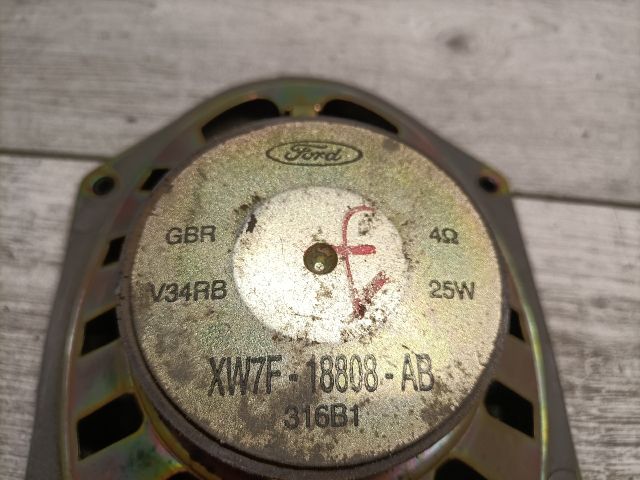 Ford
GBR 4Ω
V34RB 25W
XW7F-18808-AB
316B1